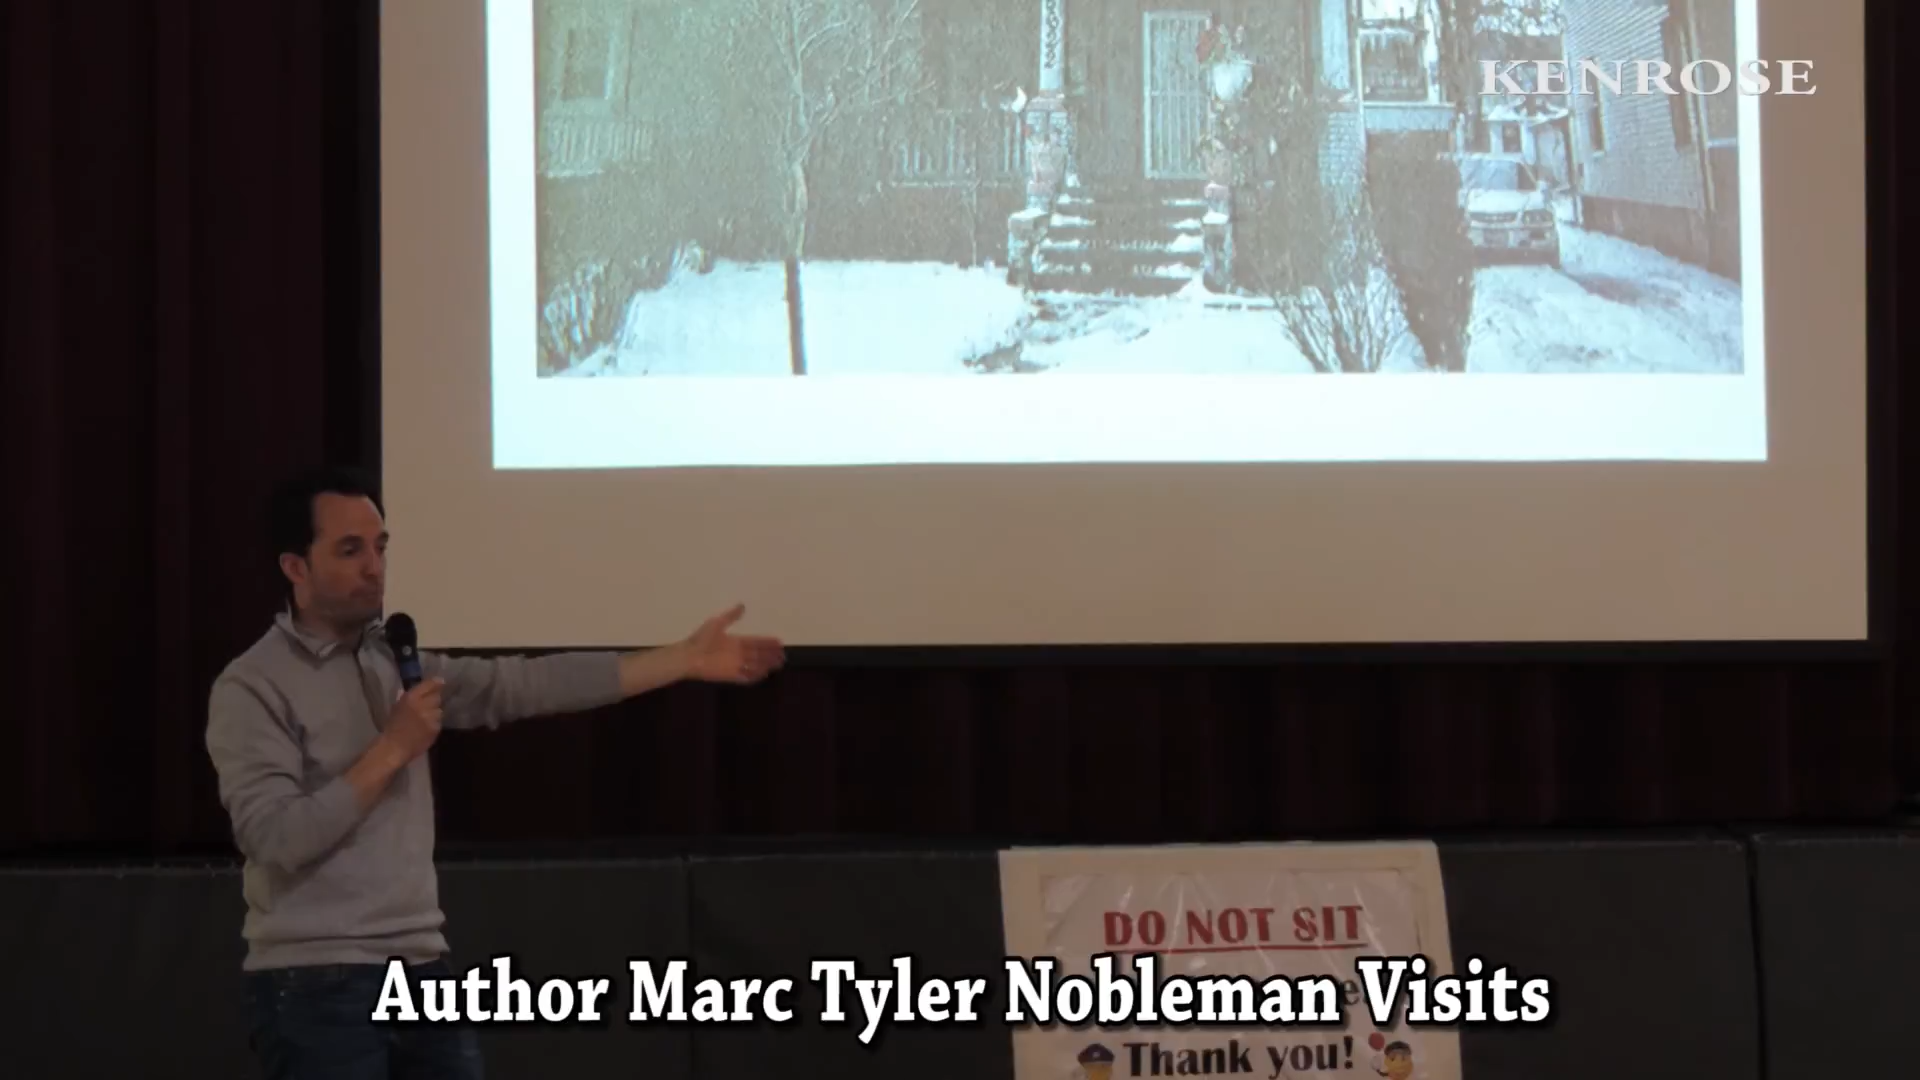 KENROSE
DO NOT SIT
Author Marc Tyler Nobleman Visits
Thank you!